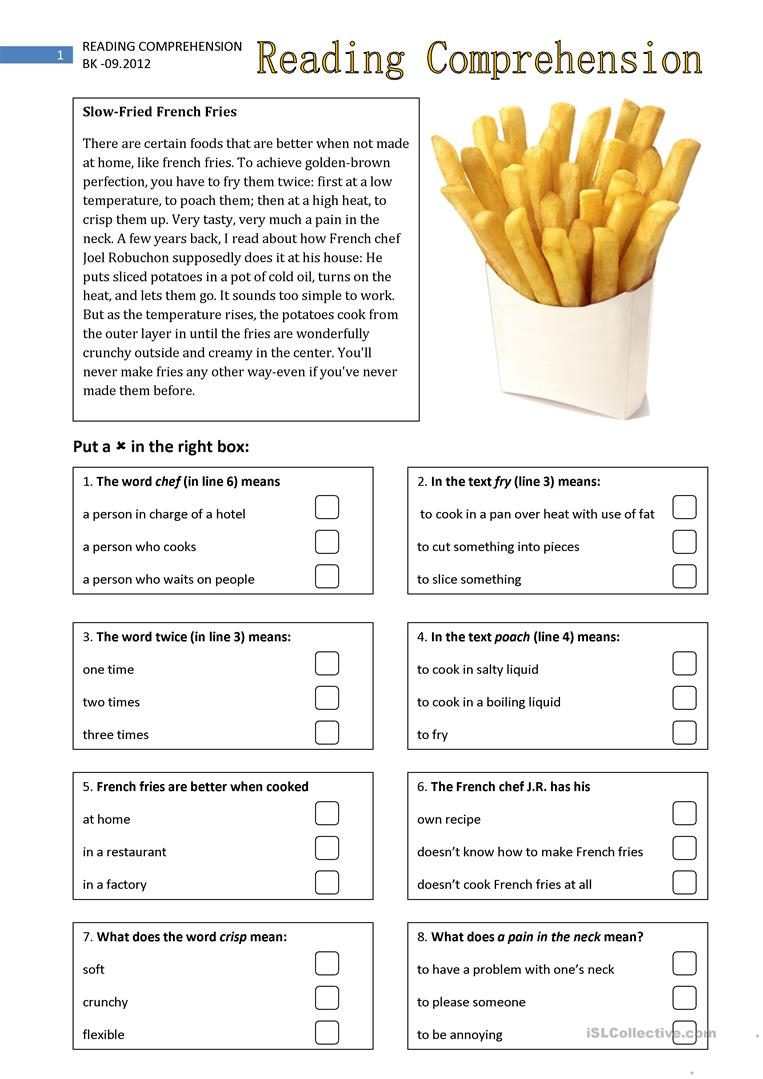 1
READING COMPREHENSION
BK -09.2012
Reading Comprehension
Slow-Fried French Fries
There are certain foods that are better when not made
at home, like french fries. To achieve golden-brown
perfection, you have to fry them twice: first at a low
temperature, to poach them; then at a high heat, to
crisp them up. Very tasty, very much a pain in the
neck. A few years back, I read about how French chef
Joel Robuchon supposedly does it at his house: He
puts sliced potatoes in a pot of cold oil, turns on the
heat, and lets them go. It sounds too simple to work.
But as the temperature rises, the potatoes cook from
the outer layer in until the fries are wonderfully
crunchy outside and creamy in the center. You'll
never make fries any other way-even if you've never
made them before.
Put a ✖ in the right box:
1. The word chef (in line 6) means
a person in charge of a hotel
a person who cooks
a person who waits on people
2. In the text fry (line 3) means:
to cook in a pan over heat with use of fat
to cut something into pieces
to slice something
3. The word twice (in line 3) means:
one time
two times
three times
4. In the text poach (line 4) means:
to cook in salty liquid
to cook in a boiling liquid
to fry
5. French fries are better when cooked
at home
in a restaurant
in a factory
6. The French chef J.R. has his
own recipe
doesn't know how to make French fries
doesn't cook French fries at all
7. What does the word crisp mean:
soft
crunchy
flexible
8. What does a pain in the neck mean?
to have a problem with one's neck
to please someone
to be annoying
iSLCollective.com